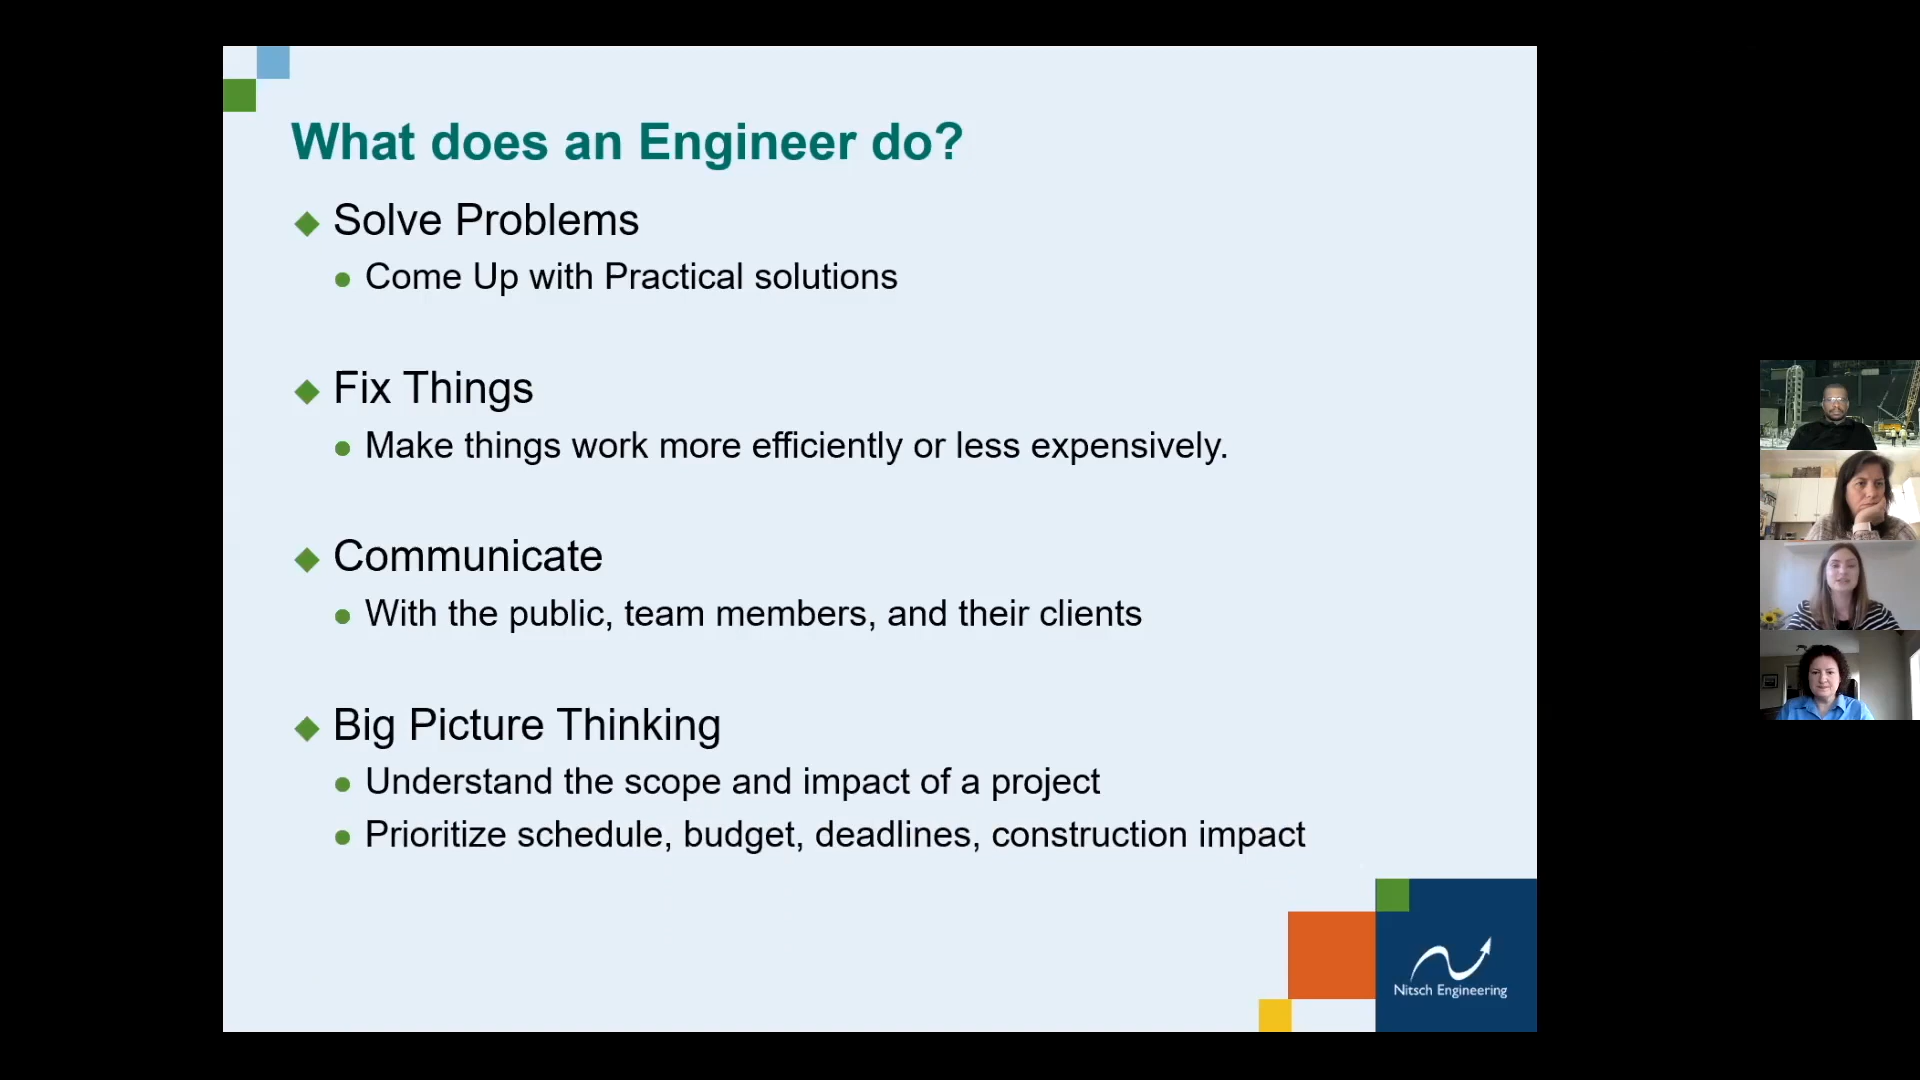 What does an Engineer do?
Solve Problems
Come Up with Practical solutions
Fix Things
Make things work more efficiently or less expensively.
Communicate
With the public, team members, and their clients
Big Picture Thinking
Understand the scope and impact of a project
Prioritize schedule, budget, deadlines, construction impact
Nitsch Engineering